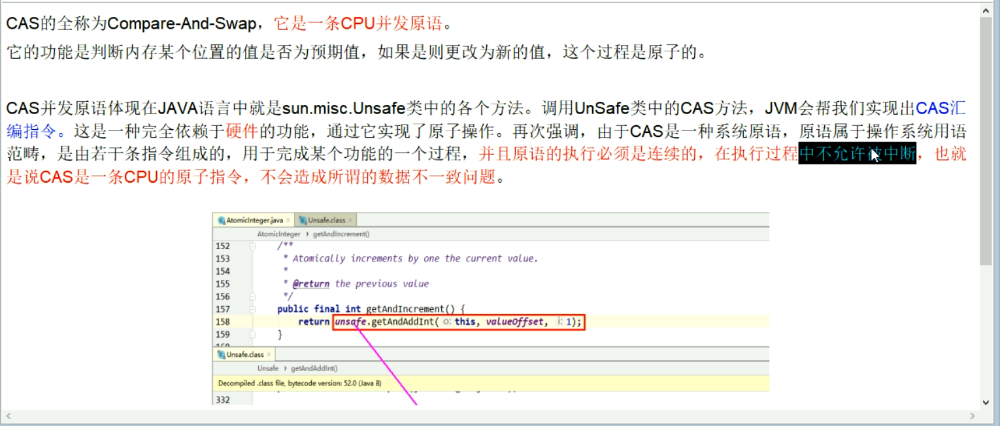 CAS的全称为Compare-And-Swap，它是一条CPU并发原语。
它的功能是判断内存某个位置的值是否为预期值，如果是则更改为新的值，这个过程是原子的。
CAS并发原语体现在JAVA语言中就是sun.misc.Unsafe类中的各个方法。调用UnSafe类中的CAS方法，JVM会帮我们实现出CAS汇
编指令。这是一种完全依赖于硬件的功能，通过它实现了原子操作。再次强调，由于CAS是一种系统原语，原语属于操作系统用语
范畴，是由若干条指令组成的，用于完成某个功能的一个过程，并且原语的执行必须是连续的，在执行过程中不允许被中断，也就
是说CAS是一条CPU的原子指令，不会造成所谓的数据不一致问题。
AtomicInteger.java × Unsafe.class ×
AtomicInteger › getAndIncrement()
152 /**
153 * Atomically increments by one the current value.
154 *
155 * @return the previous value
156 */
157 public final int getAndIncrement() {
158 return unsafe.getAndAddInt( o: this, valueOffset, i: 1);
159 }
Unsafe.class ×
Unsafe › getAndAddInt()
Decompiled .class file, bytecode version: 52.0 (Java 8)
332